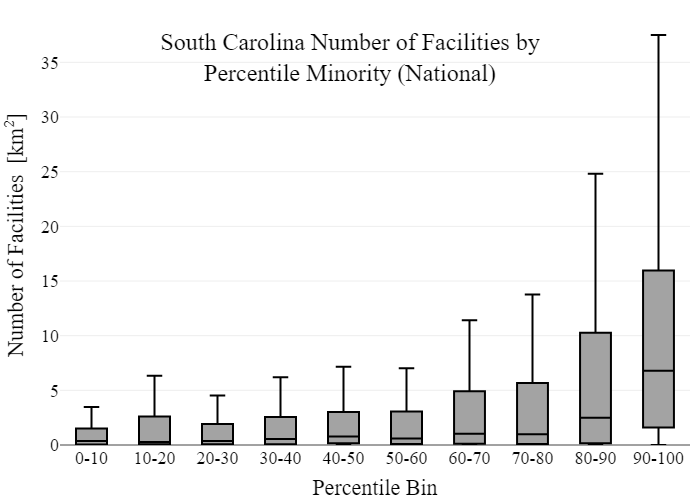 South Carolina Number of Facilities by
Percentile Minority (National)
Number of Facilities [km²]
35
30
25
20
15
10
5
0
0-10 10-20 20-30 30-40 40-50 50-60 60-70 70-80 80-90 90-100
Percentile Bin